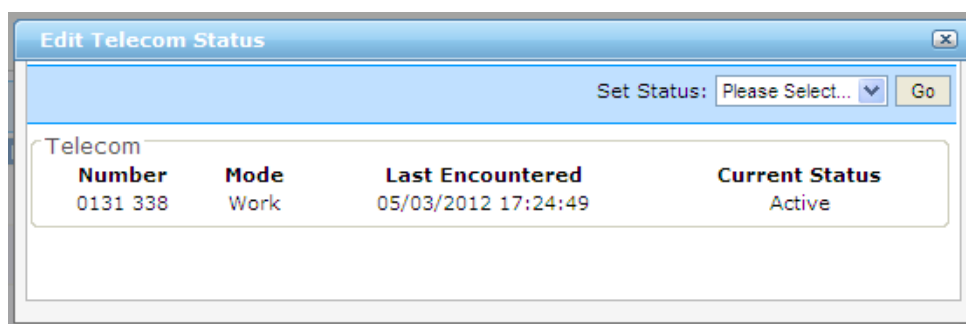 Edit Telecom Status
Set Status: Please Select... Go
Telecom
Number Mode Last Encountered Current Status
0131 338 Work 05/03/2012 17:24:49 Active